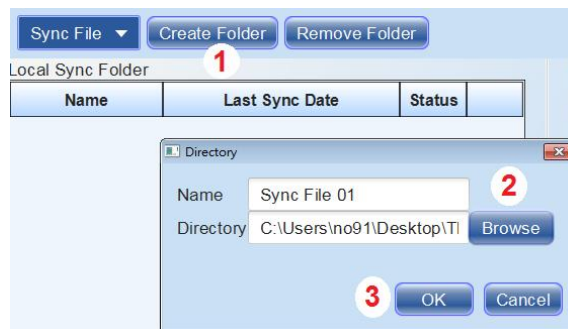 Sync File Create Folder Remove Folder
1
Local Sync Folder
Name Last Sync Date Status
Directory
Name Sync File 01 2
Directory C:\Users\no91\Desktop\Tl Browse
3 OK Cancel